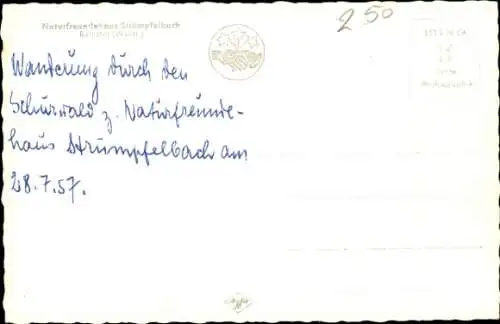 Naturfreundehaus Strümpfelbach
2 50
Wanderung durch den
Schurwald z. Naturfreunde-
haus Strümpfelbach am
28.7.57.